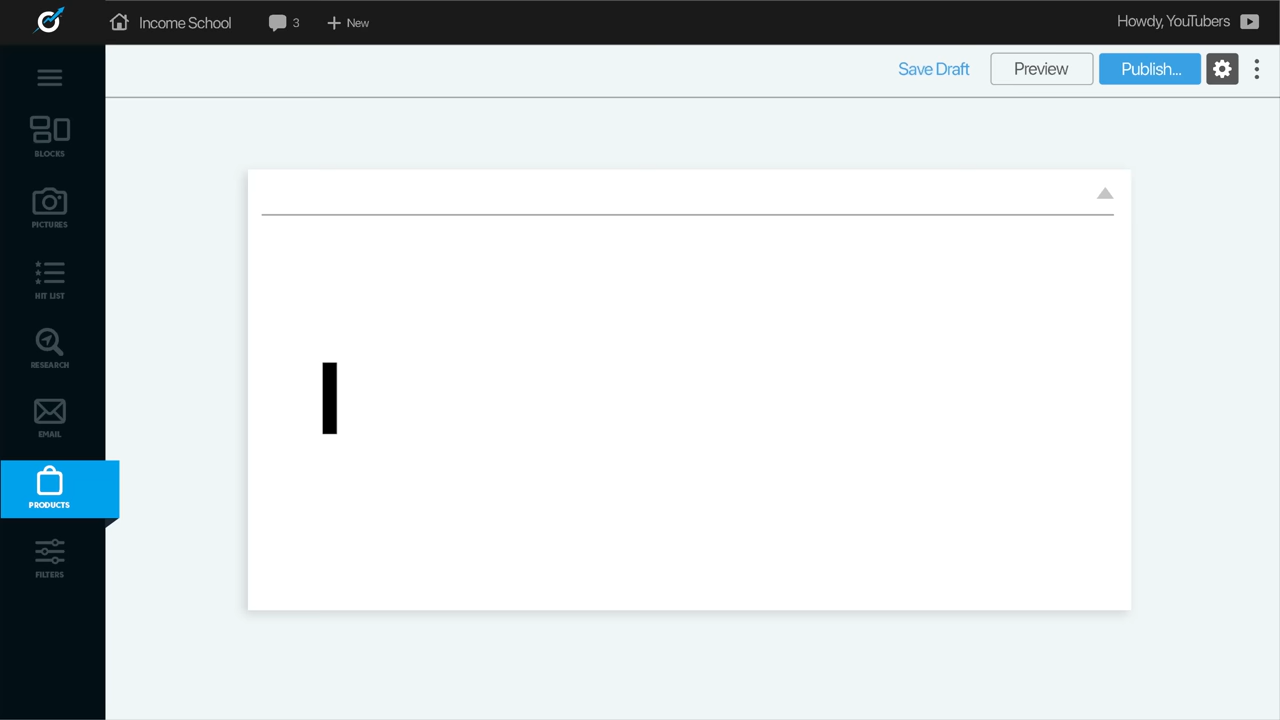 Income School
3
New
Howdy, YouTubers
Save Draft
Preview
Publish...
BLOCKS
PICTURES
HIT LIST
RESEARCH
EMAIL
PRODUCTS
FILTERS